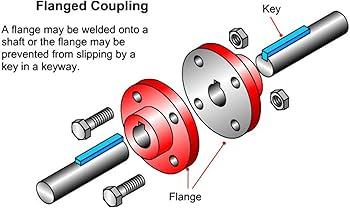 Flanged Coupling
A flange may be welded onto a
shaft or the flange may be
prevented from slipping by a
key in a keyway.
Key
Flange